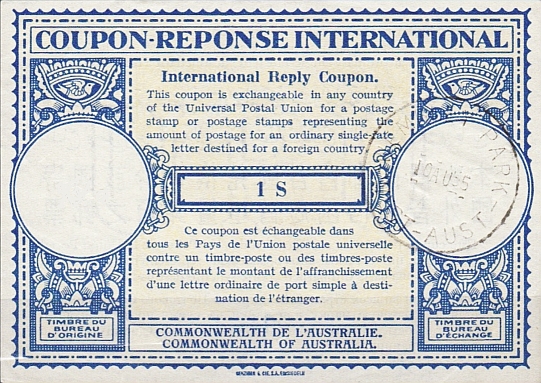 COUPON-REPONSE INTERNATIONAL
International Reply Coupon.
This coupon is exchangeable in any country
of the Universal Postal Union for a postage
stamp or postage stamps representing the
amount of postage for an ordinary single-rate
letter destined for a foreign country.
1 S
Ce coupon est échangeable dans
tous les Pays de l'Union postale universelle
contre un timbre-poste ou des timbres-poste
représentant le montant de l'affranchissement
d'une lettre ordinaire de port simple à desti-
nation de l'étranger.
TIMBRE DU
BUREAU
D'ORIGINE
COMMONWEALTH DE L'AUSTRALIE.
COMMONWEALTH OF AUSTRALIA.
TIMBRE DU
BUREAU
D'ÉCHANGE
PARK
AUST